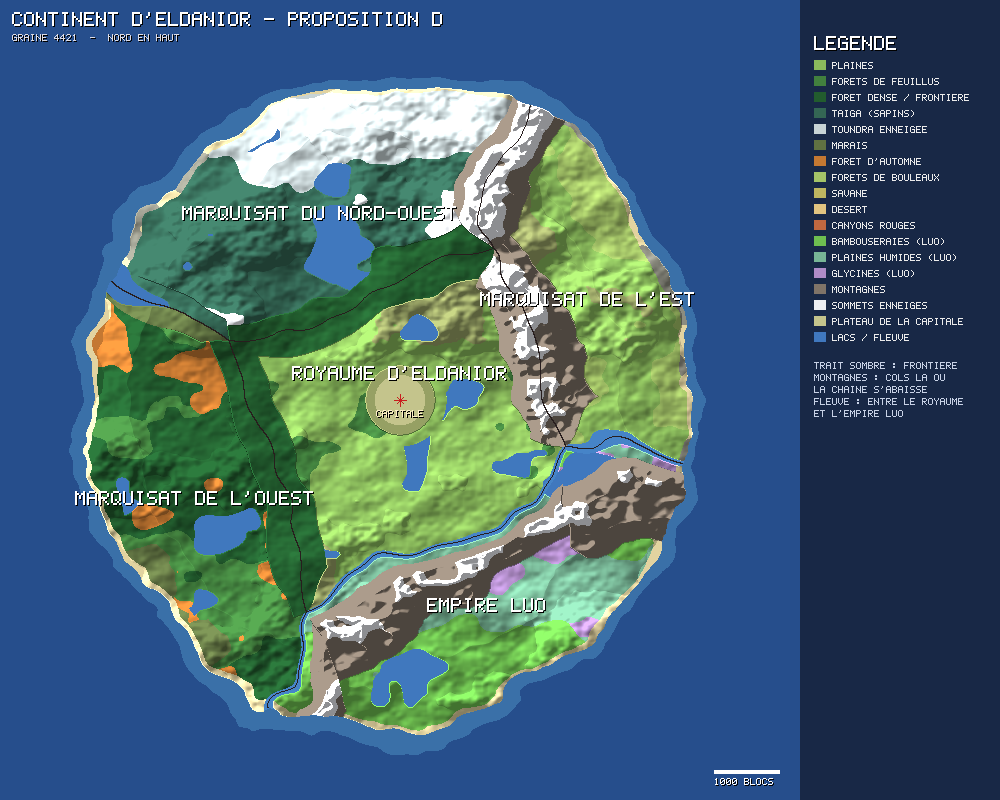 CONTINENT D'ELDANIOR - PROPOSITION D
GRAINE 4421 - NORD EN HAUT
MARQUISAT DU NORD-OUEST
MARQUISAT DE L'EST
ROYAUME D'ELDANIOR
CAPITALE
MARQUISAT DE L'OUEST
EMPIRE LUO
1000 BLOCS
LEGENDE
PLAINES
FORETS DE FEUILLUS
FORET DENSE / FRONTIERE
TAIGA (SAPINS)
TOUNDRA ENNEIGEE
MARAIS
FORET D'AUTOMNE
FORETS DE BOULEAUX
SAVANE
DESERT
CANYONS ROUGES
BAMBOUSERAIES (LUO)
PLAINES HUMIDES (LUO)
GLYCINES (LUO)
MONTAGNES
SOMMETS ENNEIGES
PLATEAU DE LA CAPITALE
LACS / FLEUVE
TRAIT SOMBRE : FRONTIERE
MONTAGNES : COLS LA OU
LA CHAINE S'ABAISSE
FLEUVE : ENTRE LE ROYAUME
ET L'EMPIRE LUO